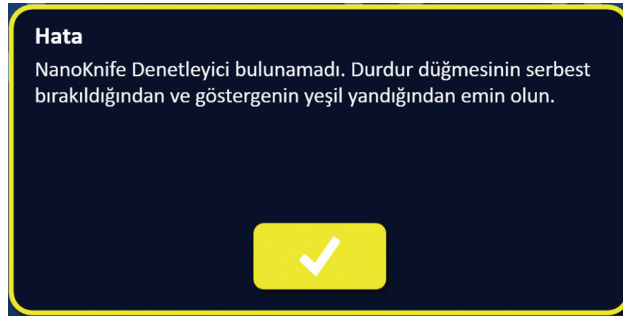 Hata
NanoKnife Denetleyici bulunamadı. Durdur düğmesinin serbest
bırakıldığından ve göstergenin yeşil yandığından emin olun.